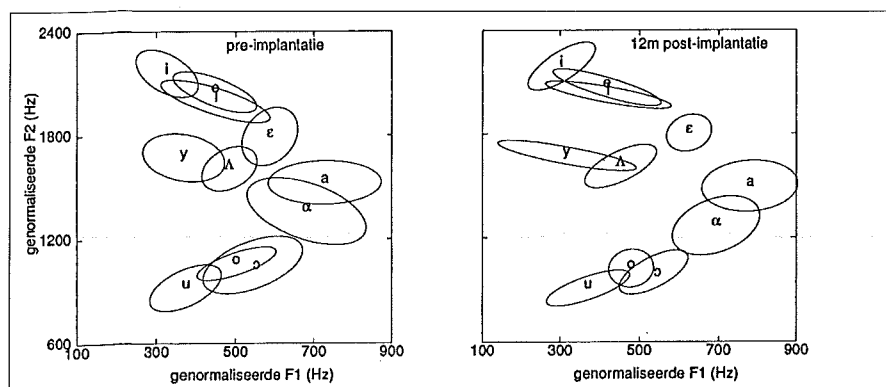 pre-implantatie
12m post-implantatie
genormaliseerde F2 (Hz)
2400
1800
1200
600
i
e
I
ε
y
Λ
a
α
o
ɔ
u
100
300
500
700
900
genormaliseerde F1 (Hz)
i
e
I
ε
y
Λ
a
α
o
ɔ
u
100
300
500
700
900
genormaliseerde F1 (Hz)